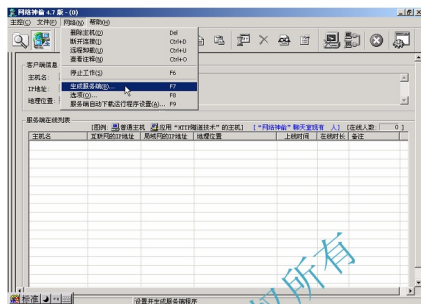 网络神偷 4.7 版 - (0)
主控(C) 文件(F) 网络(N) 帮助(H)
删除主机(D) Del
断开连接(I) Ctrl+D
远程卸载(U) Ctrl+U
查看注释(O) Ctrl+O
停止工作(S) F6
生成服务端(B)... F7
选项(O)... F8
服务端自动下载运行程序设置(A)... F9
客户端信息
主机名:
IP地址:
地理位置:
服务端在线列表
[图例: 普通主机 应用“HTTP隧道技术”的主机] [“网络神偷”聊天室现有 人] [在线人数: 0 ]
主机名 互联网的IP地址 局域网的IP地址 地理位置 上线时间 在线时长 备注
权所有
标准
设置并生成服务端程序